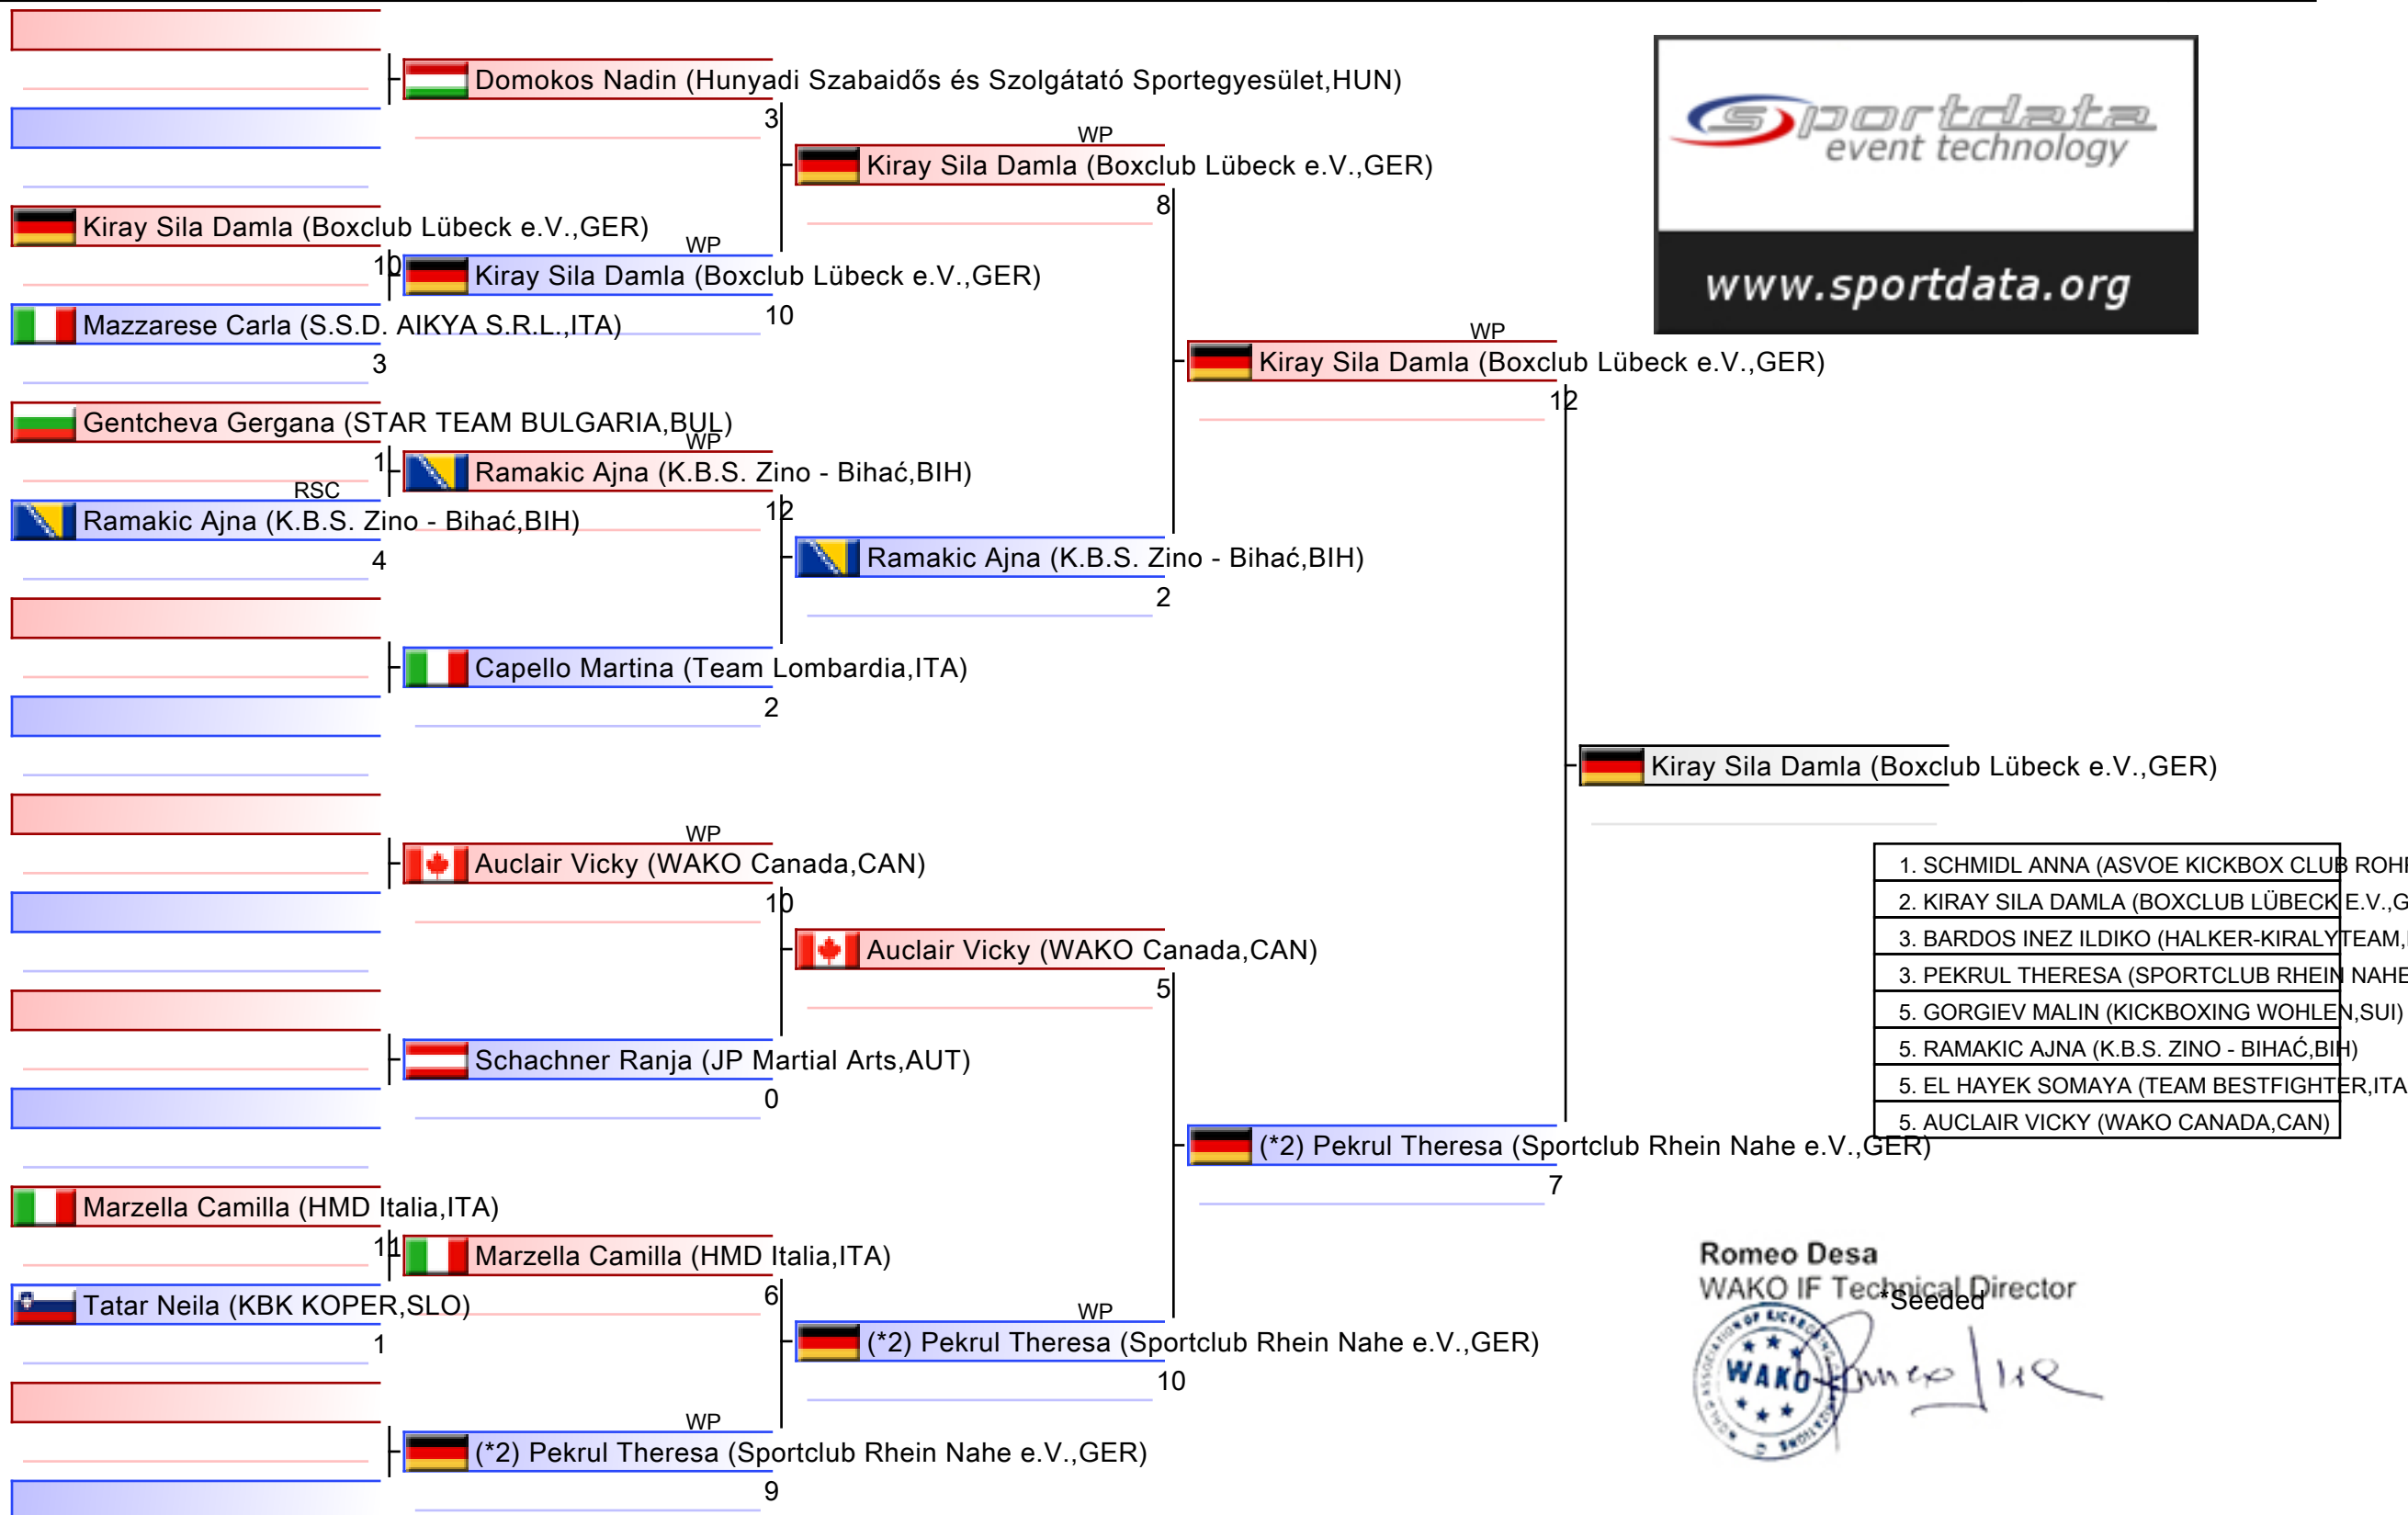 Domokos Nadin (Hunyadi Szabaidős és Szolgátató Sportegyesület,HUN)
3
WP
Kiray Sila Damla (Boxclub Lübeck e.V.,GER)
8
Kiray Sila Damla (Boxclub Lübeck e.V.,GER)
10
WP
Kiray Sila Damla (Boxclub Lübeck e.V.,GER)
10
Mazzarese Carla (S.S.D. AIKYA S.R.L.,ITA)
3
WP
Kiray Sila Damla (Boxclub Lübeck e.V.,GER)
12
Gentcheva Gergana (STAR TEAM BULGARIA,BUL)
1
WP
Ramakic Ajna (K.B.S. Zino - Bihać,BIH)
12
RSC
Ramakic Ajna (K.B.S. Zino - Bihać,BIH)
4
Ramakic Ajna (K.B.S. Zino - Bihać,BIH)
2
Capello Martina (Team Lombardia,ITA)
2
Kiray Sila Damla (Boxclub Lübeck e.V.,GER)
WP
Auclair Vicky (WAKO Canada,CAN)
10
Auclair Vicky (WAKO Canada,CAN)
5
Schachner Ranja (JP Martial Arts,AUT)
0
(*2) Pekrul Theresa (Sportclub Rhein Nahe e.V.,GER)
7
Marzella Camilla (HMD Italia,ITA)
11
Marzella Camilla (HMD Italia,ITA)
6
Tatar Neila (KBK KOPER,SLO)
1
WP
(*2) Pekrul Theresa (Sportclub Rhein Nahe e.V.,GER)
10
WP
(*2) Pekrul Theresa (Sportclub Rhein Nahe e.V.,GER)
9
sportdata
event technology
www.sportdata.org
1. SCHMIDL ANNA (ASVOE KICKBOX CLUB
2. KIRAY SILA DAMLA (BOXCLUB LÜBECK E.V.,G
3. BARDOS INEZ ILDIKO (HALKER-KIRALYTEAM,
3. PEKRUL THERESA (SPORTCLUB RHEIN NAHE
5. GORGIEV MALIN (KICKBOXING WOHLEN,SUI)
5. RAMAKIC AJNA (K.B.S. ZINO - BIHAĆ,BIH)
5. EL HAYEK SOMAYA (TEAM BESTFIGHTER,ITA
5. AUCLAIR VICKY (WAKO CANADA,CAN)
Romeo Desa
WAKO IF Technical Director
*Seeded
WAKO